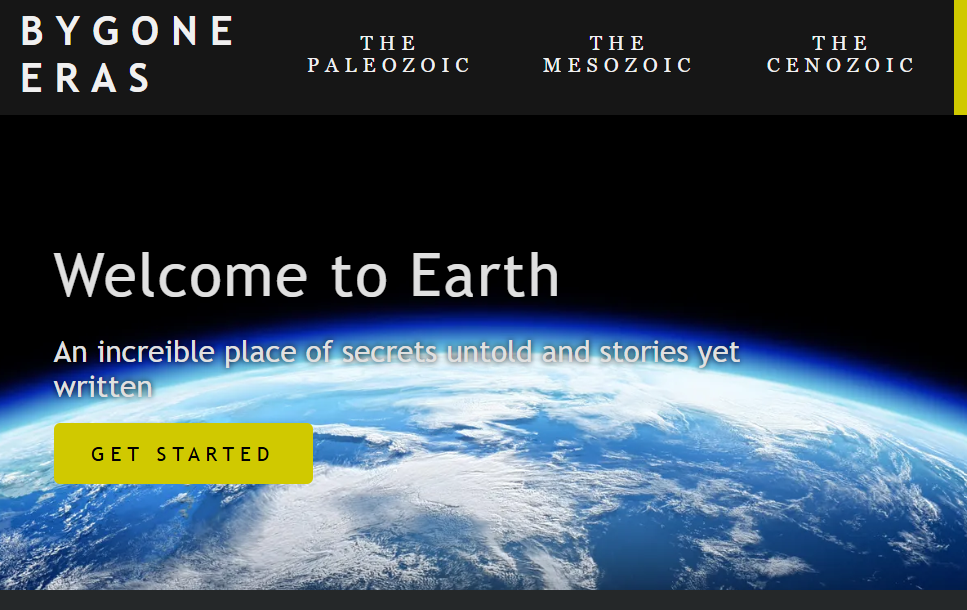 BYGONE
ERAS
THE
PALEOZOIC
THE
MESOZOIC
THE
CENOZOIC
Welcome to Earth
An increible place of secrets untold and stories yet
written
GET STARTED